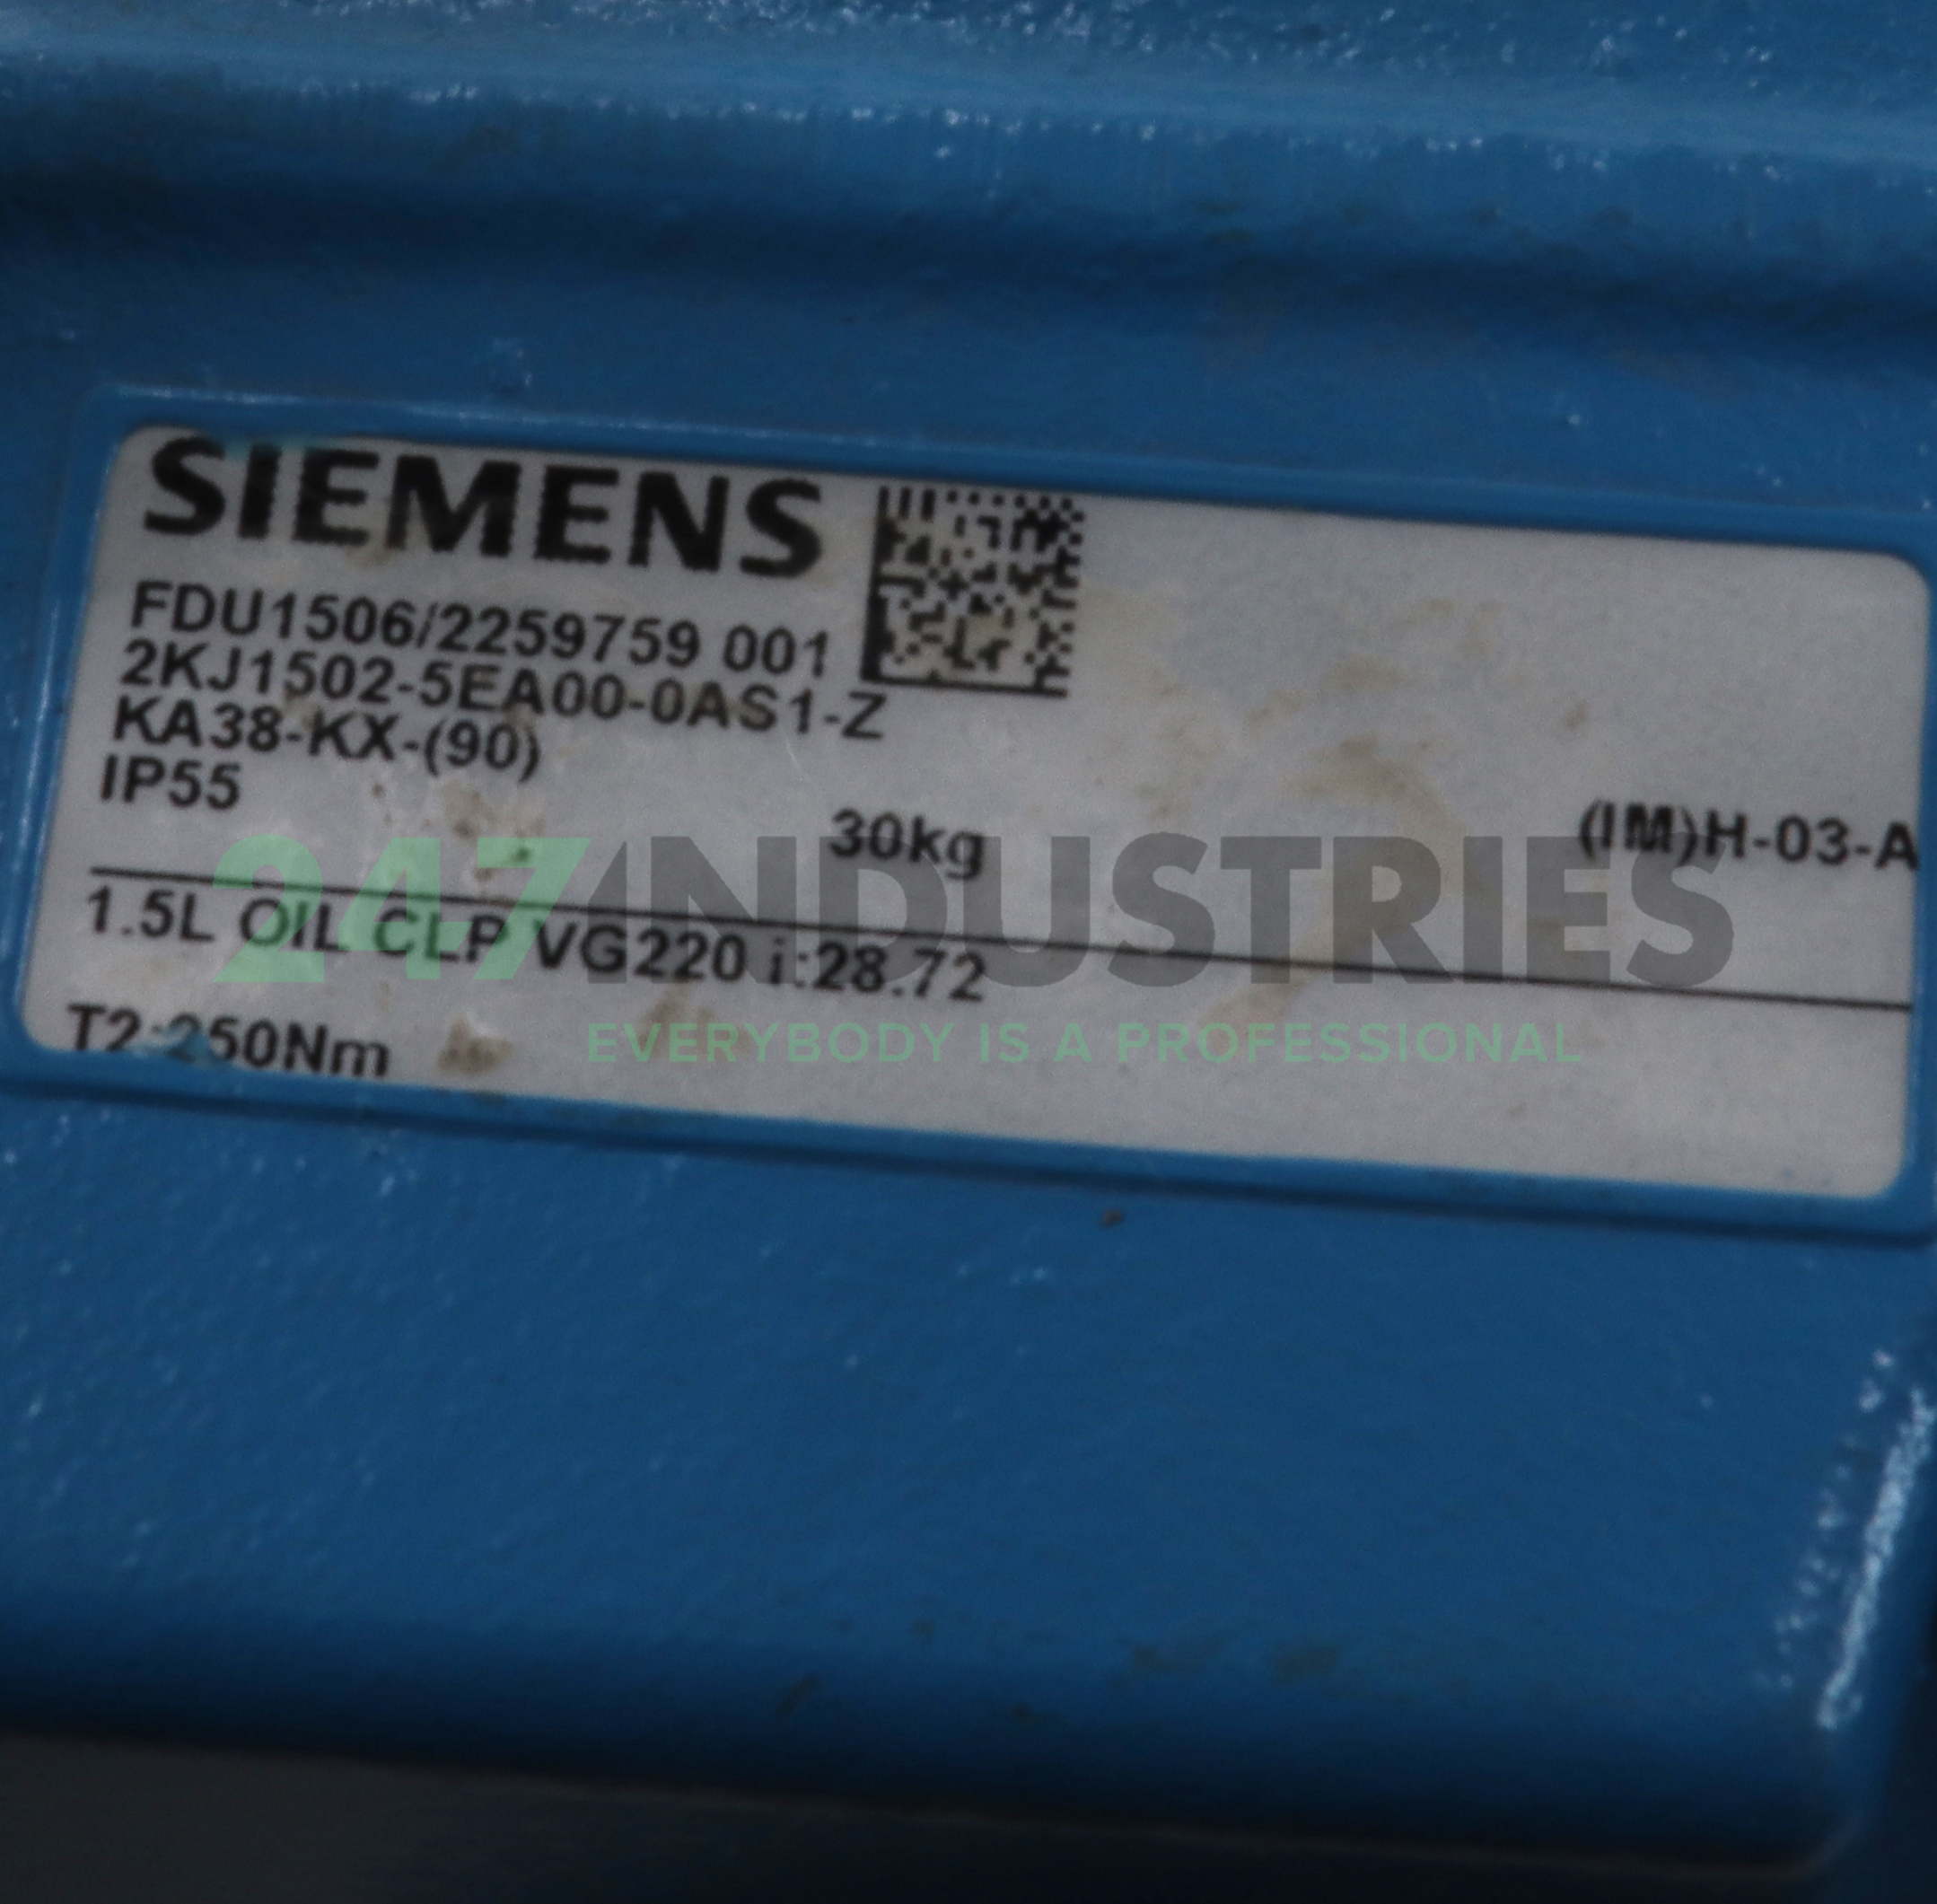 SIEMENS
FDU1506/2259759 001
2KJ1502-5EA00-0AS1-Z
KA38-KX-(90)
IP55
30kg
(IM)H-03-A
1.5L OIL CLP VG220 i:28.72
T2:250Nm
247INDUSTRIES
EVERYBODY IS A PROFESSIONAL